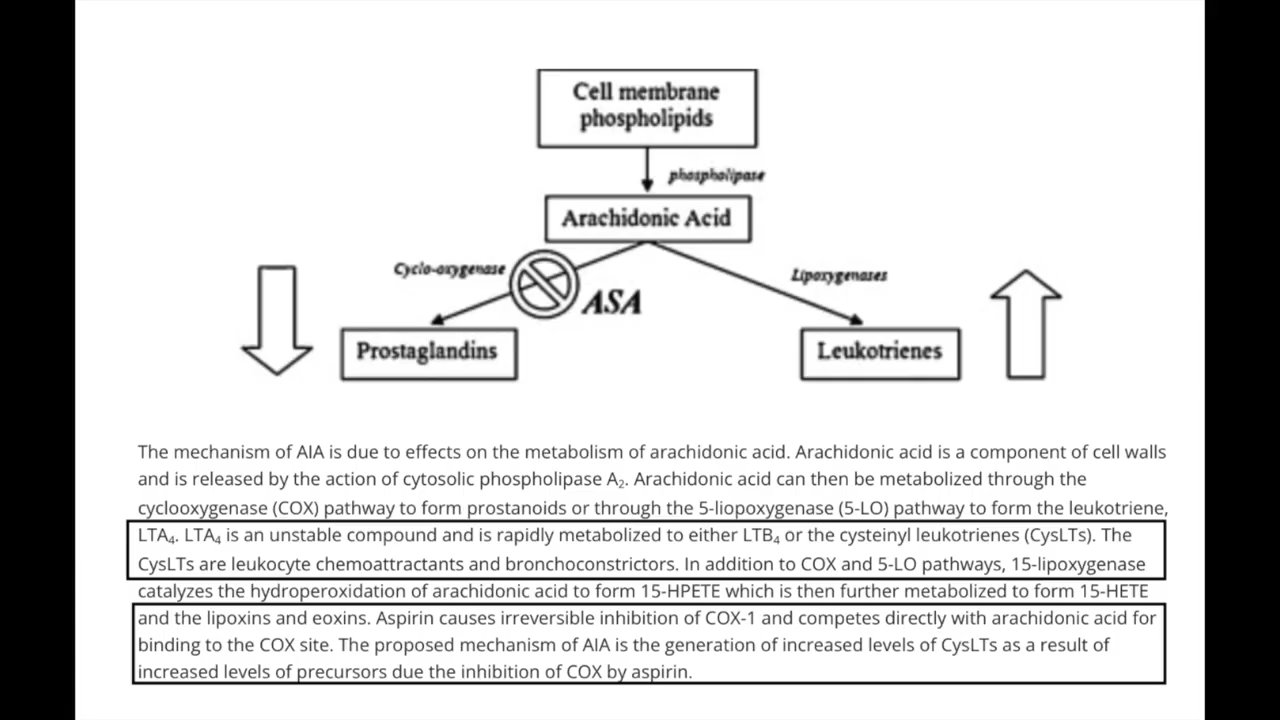 Cell membrane
phospholipids
phospholipase
Arachidonic Acid
Cyclo-oxygenase
Lipoxygenases
ASA
Prostaglandins
Leukotrienes
The mechanism of AIA is due to effects on the metabolism of arachidonic acid. Arachidonic acid is a component of cell walls
and is released by the action of cytosolic phospholipase A₂. Arachidonic acid can then be metabolized through the
cyclooxygenase (COX) pathway to form prostanoids or through the 5-liopoxygenase (5-LO) pathway to form the leukotriene,
LTA₄. LTA₄ is an unstable compound and is rapidly metabolized to either LTB₄ or the cysteinyl leukotrienes (CysLTs). The
CysLTs are leukocyte chemoattractants and bronchoconstrictors. In addition to COX and 5-LO pathways, 15-lipoxygenase
catalyzes the hydroperoxidation of arachidonic acid to form 15-HPETE which is then further metabolized to form 15-HETE
and the lipoxins and eoxins. Aspirin causes irreversible inhibition of COX-1 and competes directly with arachidonic acid for
binding to the COX site. The proposed mechanism of AIA is the generation of increased levels of CysLTs as a result of
increased levels of precursors due the inhibition of COX by aspirin.